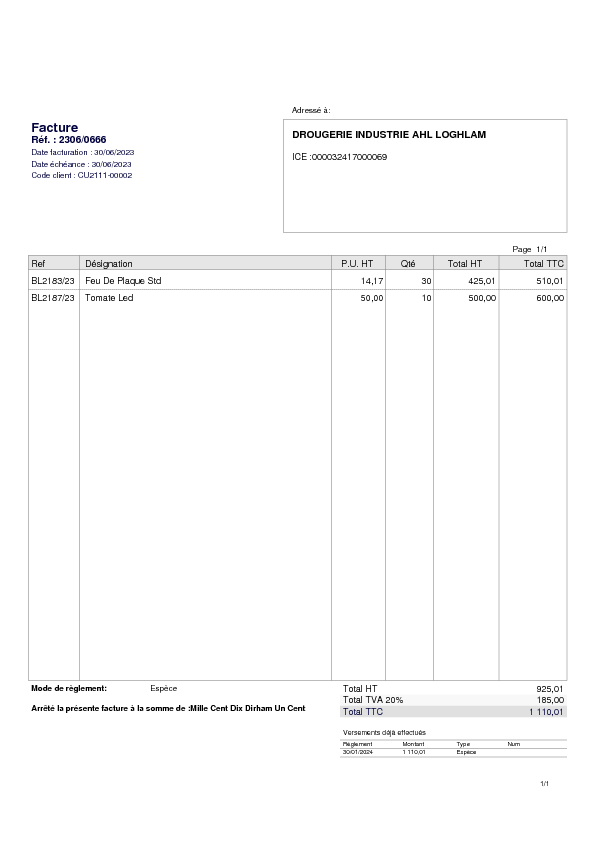 Adressé à:
Facture
Réf. : 2306/0666
Date facturation : 30/06/2023
Date échéance : 30/06/2023
Code client : CU2111-00002
DROUGERIE INDUSTRIE AHL LOGHLAM
ICE :000032417000069
Page 1/1
Ref Désignation P.U. HT Qté Total HT Total TTC
BL2183/23 Feu De Plaque Std 14,17 30 425,01 510,01
BL2187/23 Tomate Led 50,00 10 500,00 600,00
Mode de règlement: Espèce
Arrêté la présente facture à la somme de :Mille Cent Dix Dirham Un Cent
Total HT 925,01
Total TVA 20% 185,00
Total TTC 1 110,01
Versements déjà effectués
Règlement Montant Type Num
30/01/2024 1 110,01 Espèce
1/1